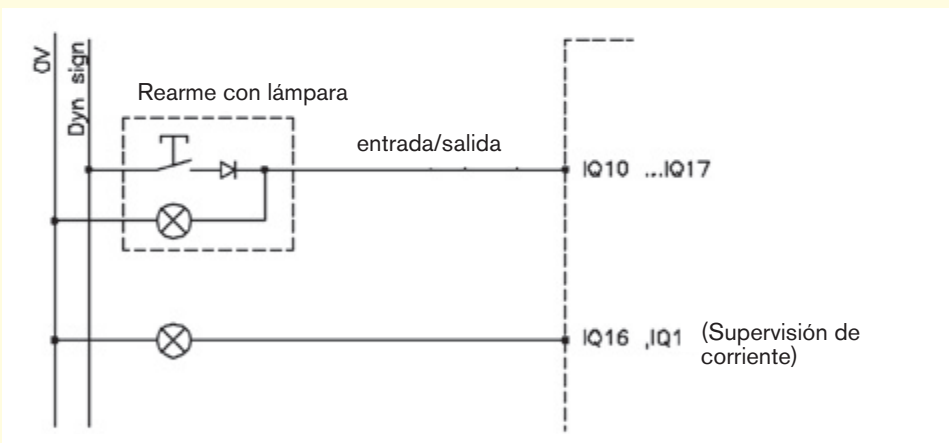 0V
Dyn sign
Rearme con lámpara
entrada/salida
IQ10 ...IQ17
IQ16 ,IQ1 (Supervisión de
corriente)